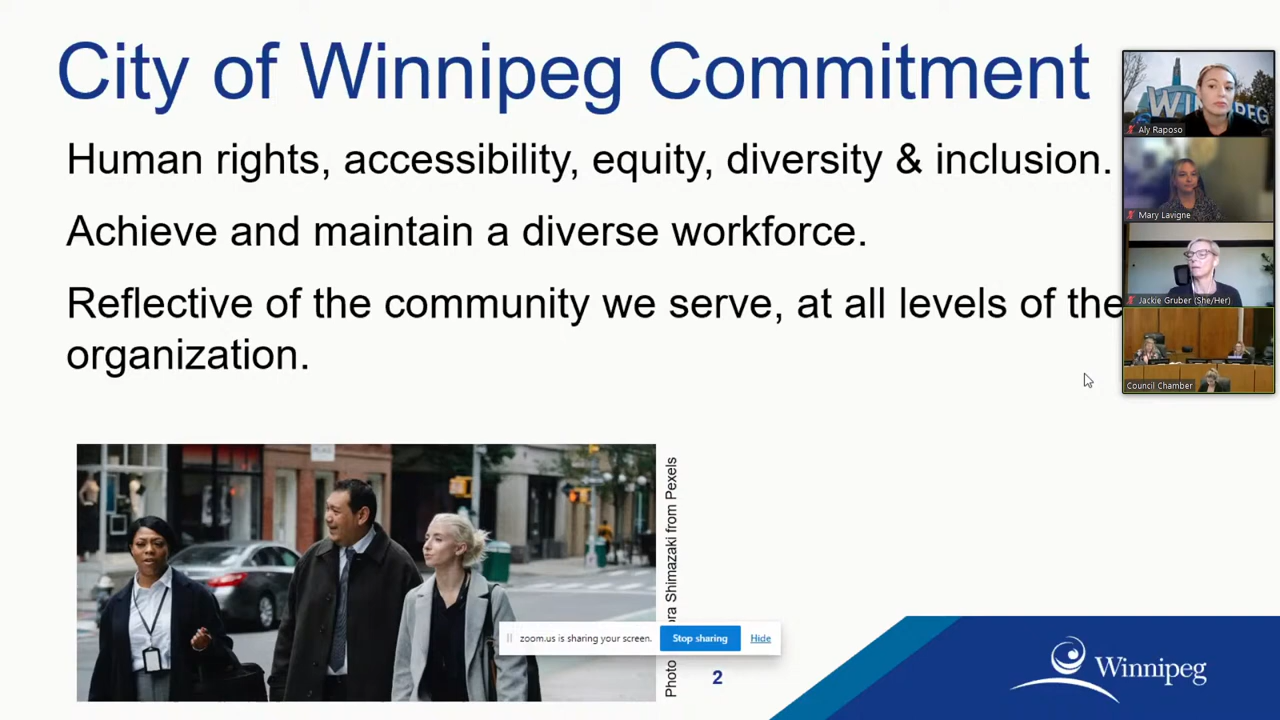 City of Winnipeg Commitment
Human rights, accessibility, equity, diversity & inclusion.
Achieve and maintain a diverse workforce.
Reflective of the community we serve, at all levels of the
organization.
WINNIPEG
Aly Raposo
Mary Lavigne
Jackie Gruber (She/Her)
Council Chamber
Photo
ra Shimazaki from Pexels
zoom.us is sharing your screen.
Stop sharing
Hide
2
Winnipeg